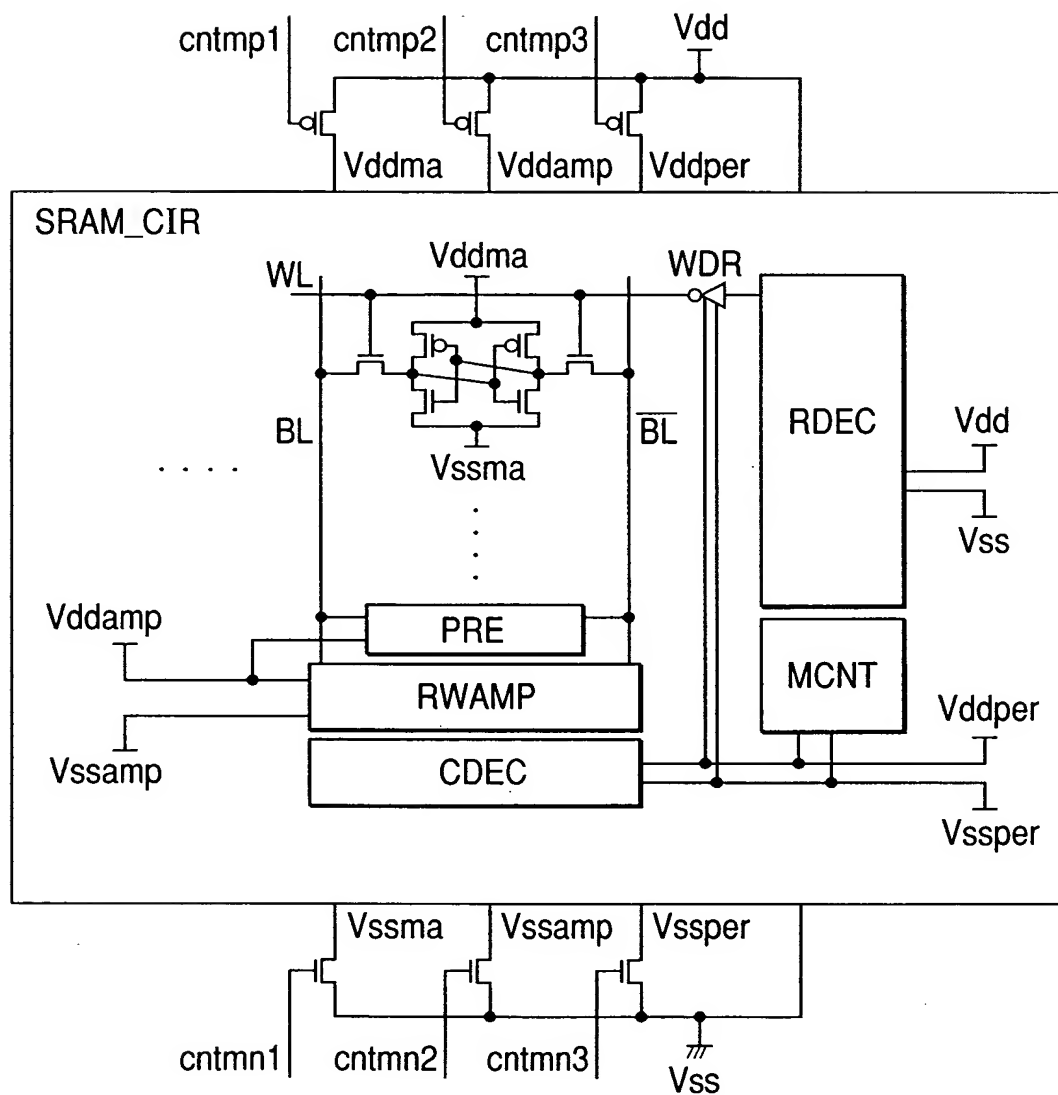 cntmp1 cntmp2 cntmp3 Vdd
Vddma Vddamp Vddper
SRAM_CIR
WL Vddma WDR
BL B̅L̅ RDEC Vdd
Vssma
. . . . .
Vss
Vddamp PRE
RWAMP MCNT
Vddper
Vssamp CDEC
Vssper
Vssma Vssamp Vssper
cntmn1 cntmn2 cntmn3 Vss